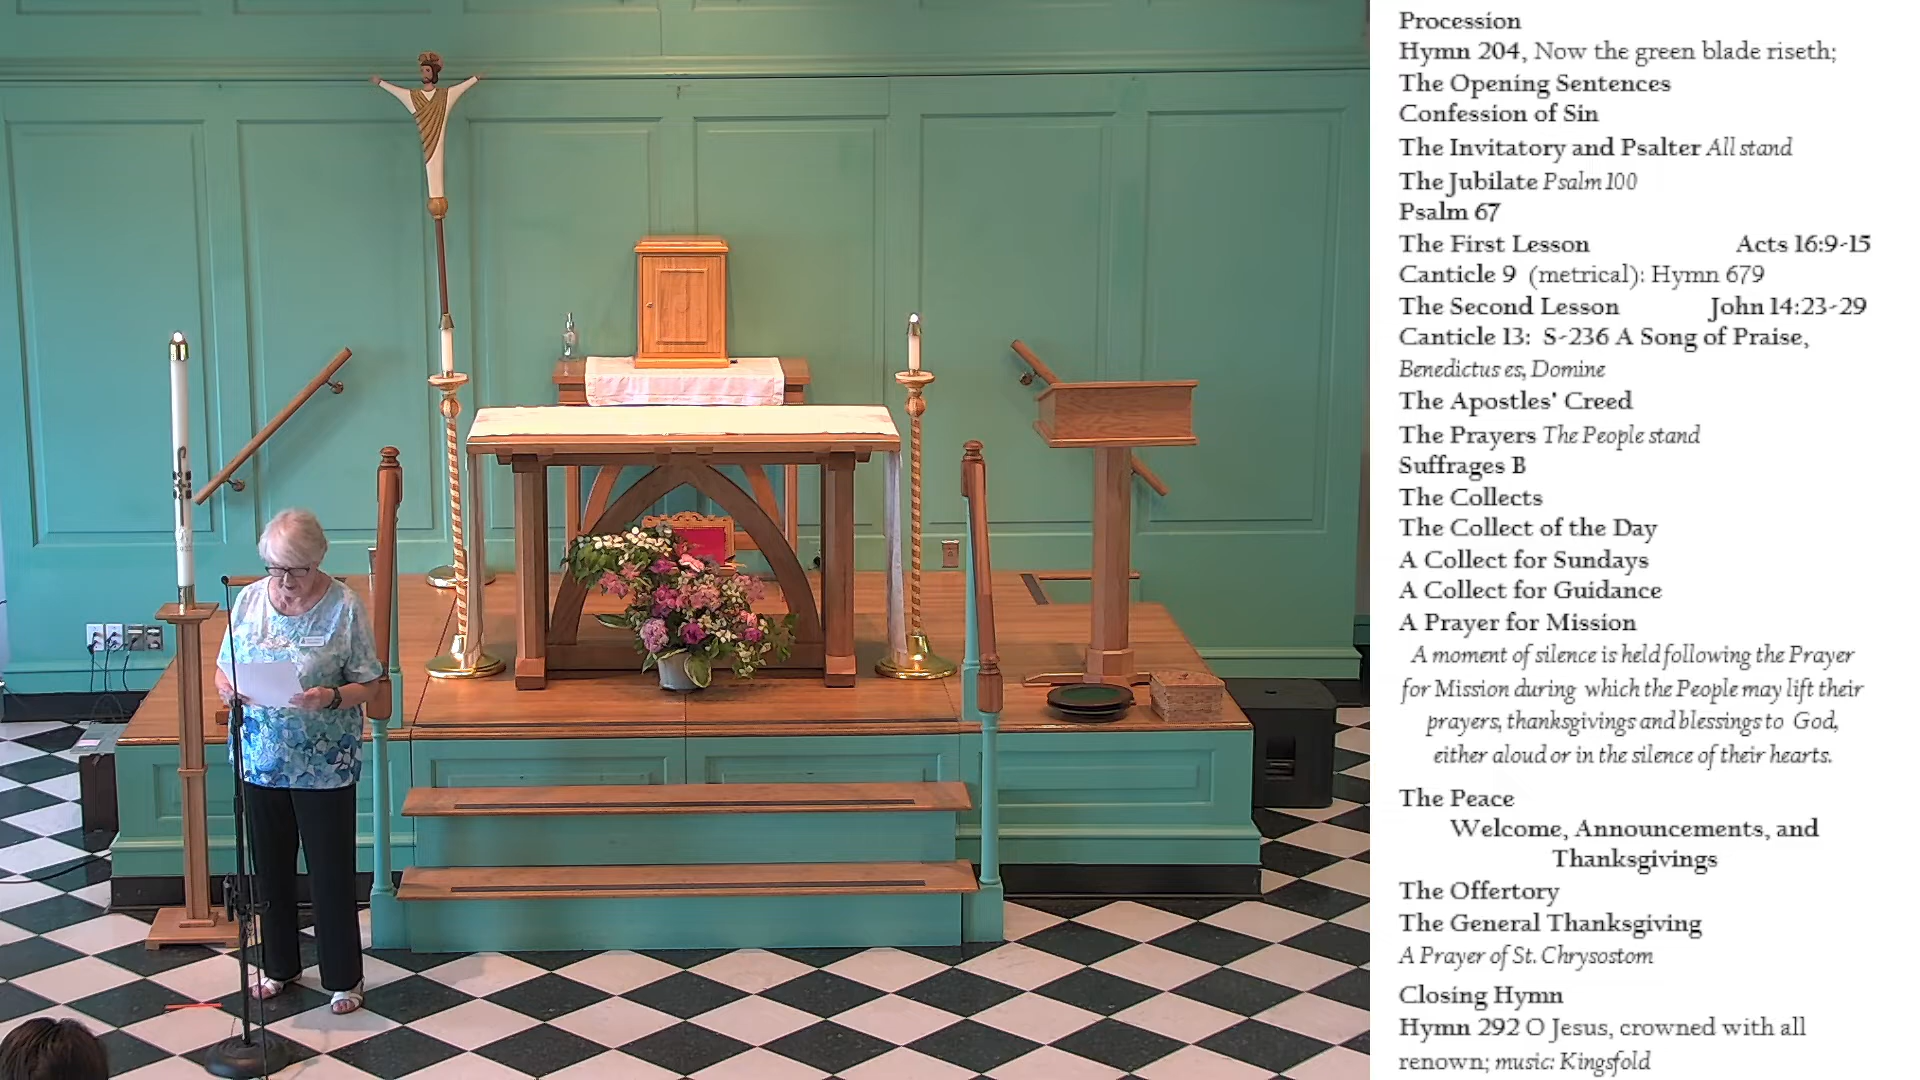 Procession
Hymn 204, Now the green blade riseth;
The Opening Sentences
Confession of Sin
The Invitatory and Psalter All stand
The Jubilate Psalm 100
Psalm 67
The First Lesson Acts 16:9-15
Canticle 9 (metrical): Hymn 679
The Second Lesson John 14:23-29
Canticle 13: S-236 A Song of Praise,
Benedictus es, Domine
The Apostles' Creed
The Prayers The People stand
Suffrages B
The Collects
The Collect of the Day
A Collect for Sundays
A Collect for Guidance
A Prayer for Mission
A moment of silence is held following the Prayer
for Mission during which the People may lift their
prayers, thanksgivings and blessings to God,
either aloud or in the silence of their hearts.
The Peace
Welcome, Announcements, and
Thanksgivings
The Offertory
The General Thanksgiving
A Prayer of St. Chrysostom
Closing Hymn
Hymn 292 O Jesus, crowned with all
renown; music: Kingsfold